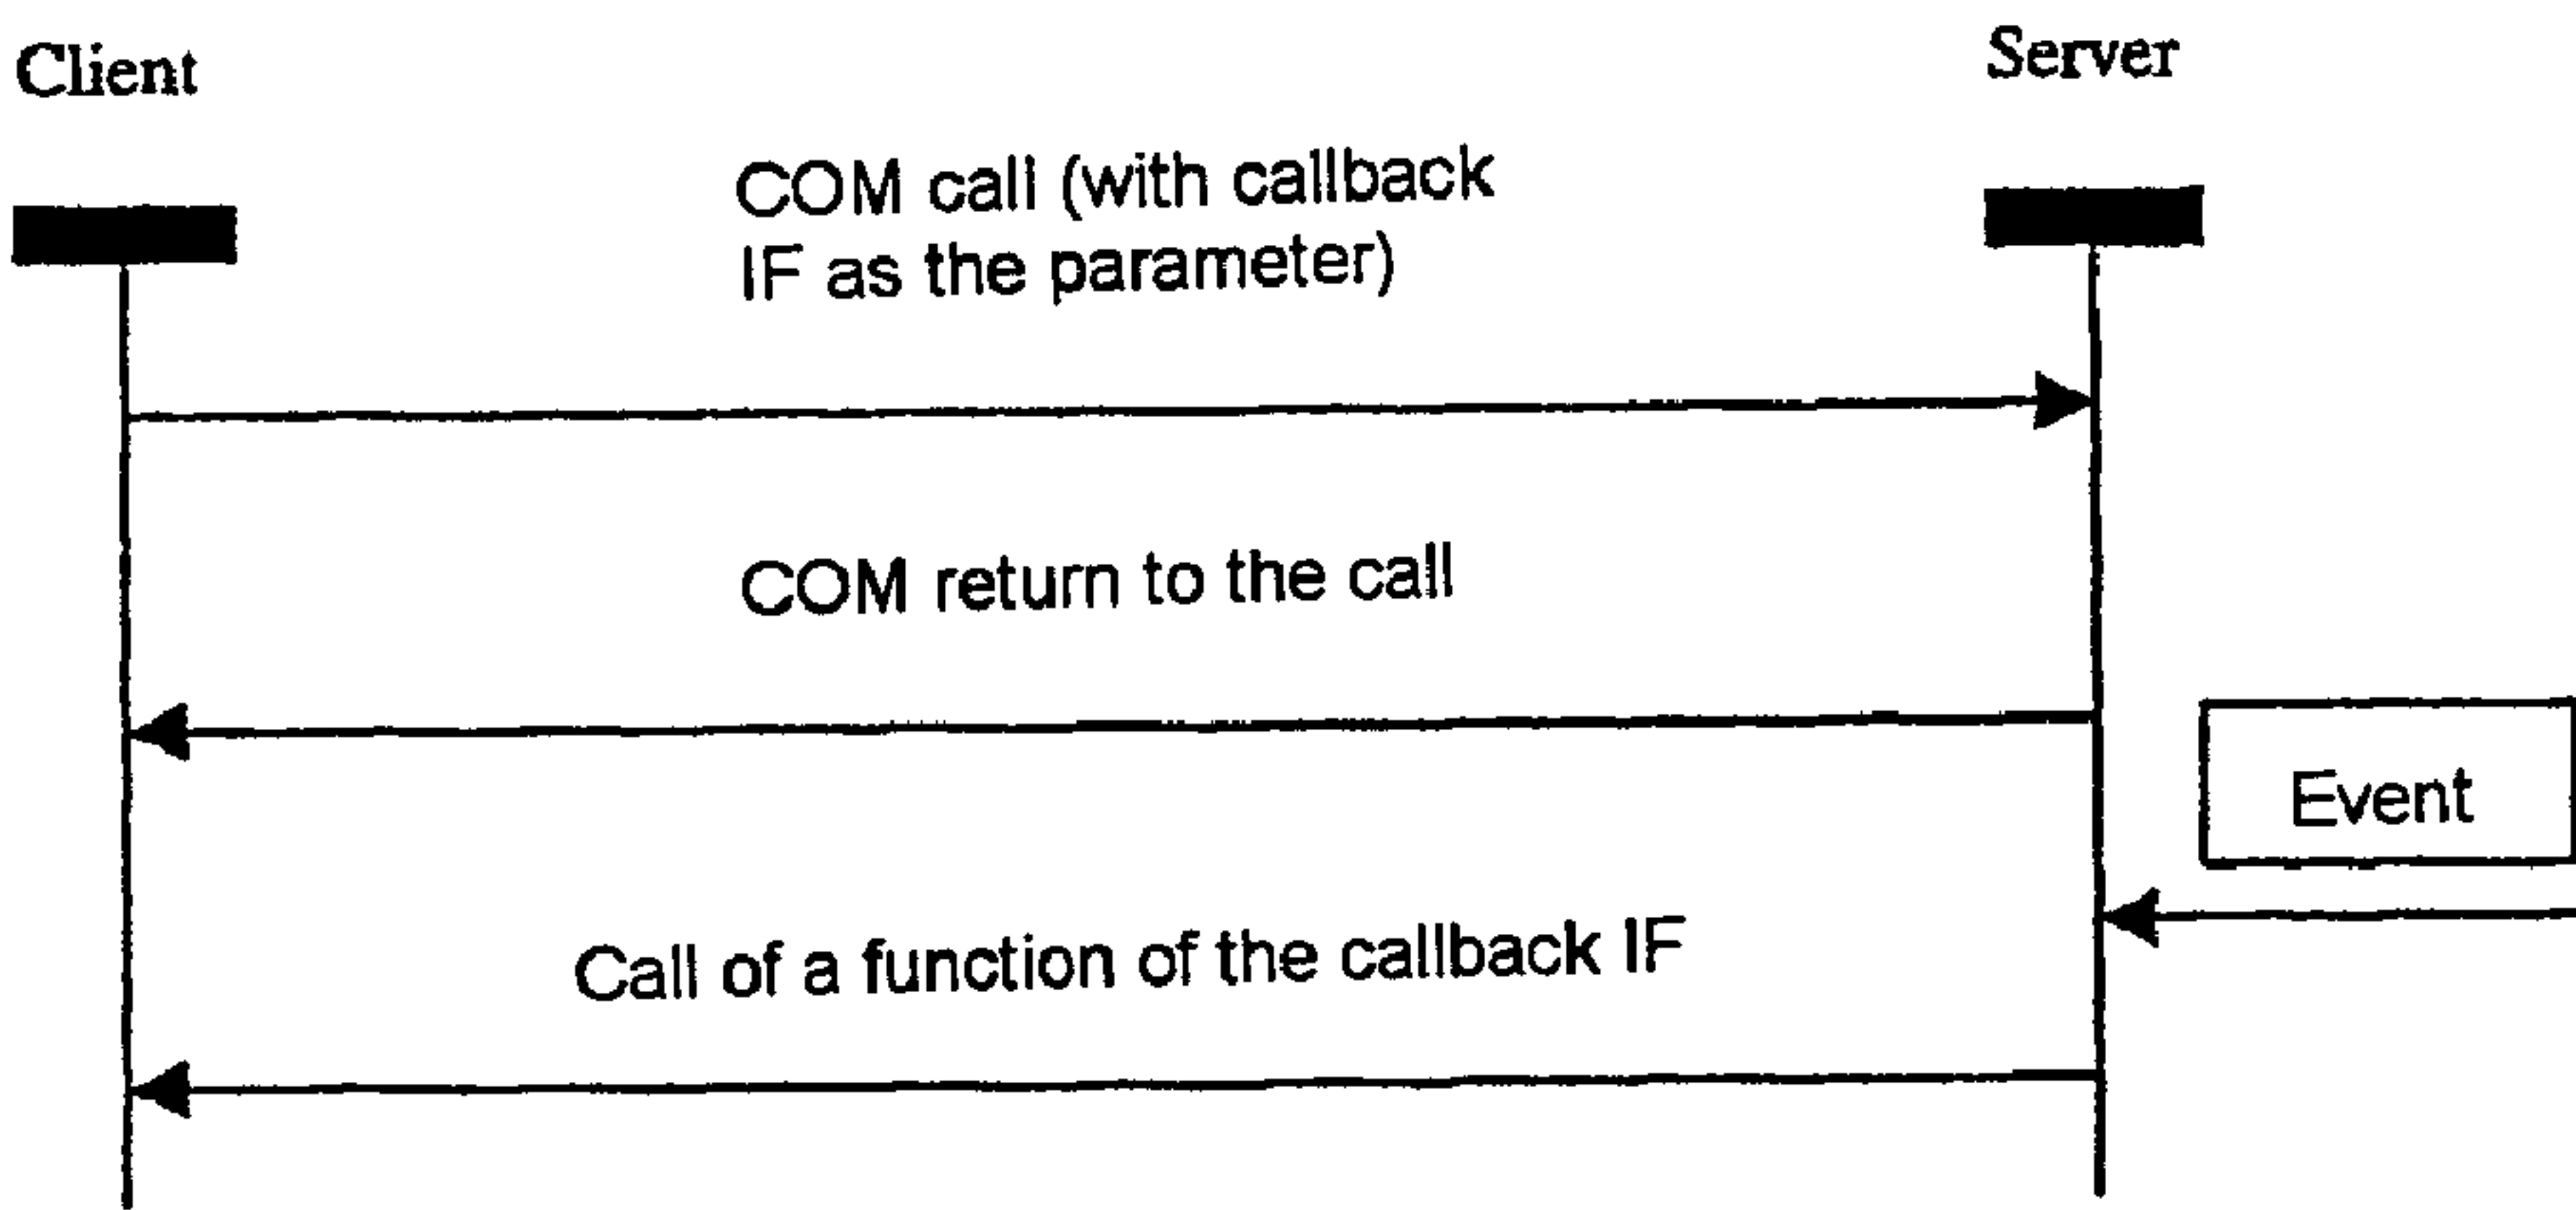 Client
Server
COM call (with callback
IF as the parameter)
COM return to the call
Event
Call of a function of the callback IF